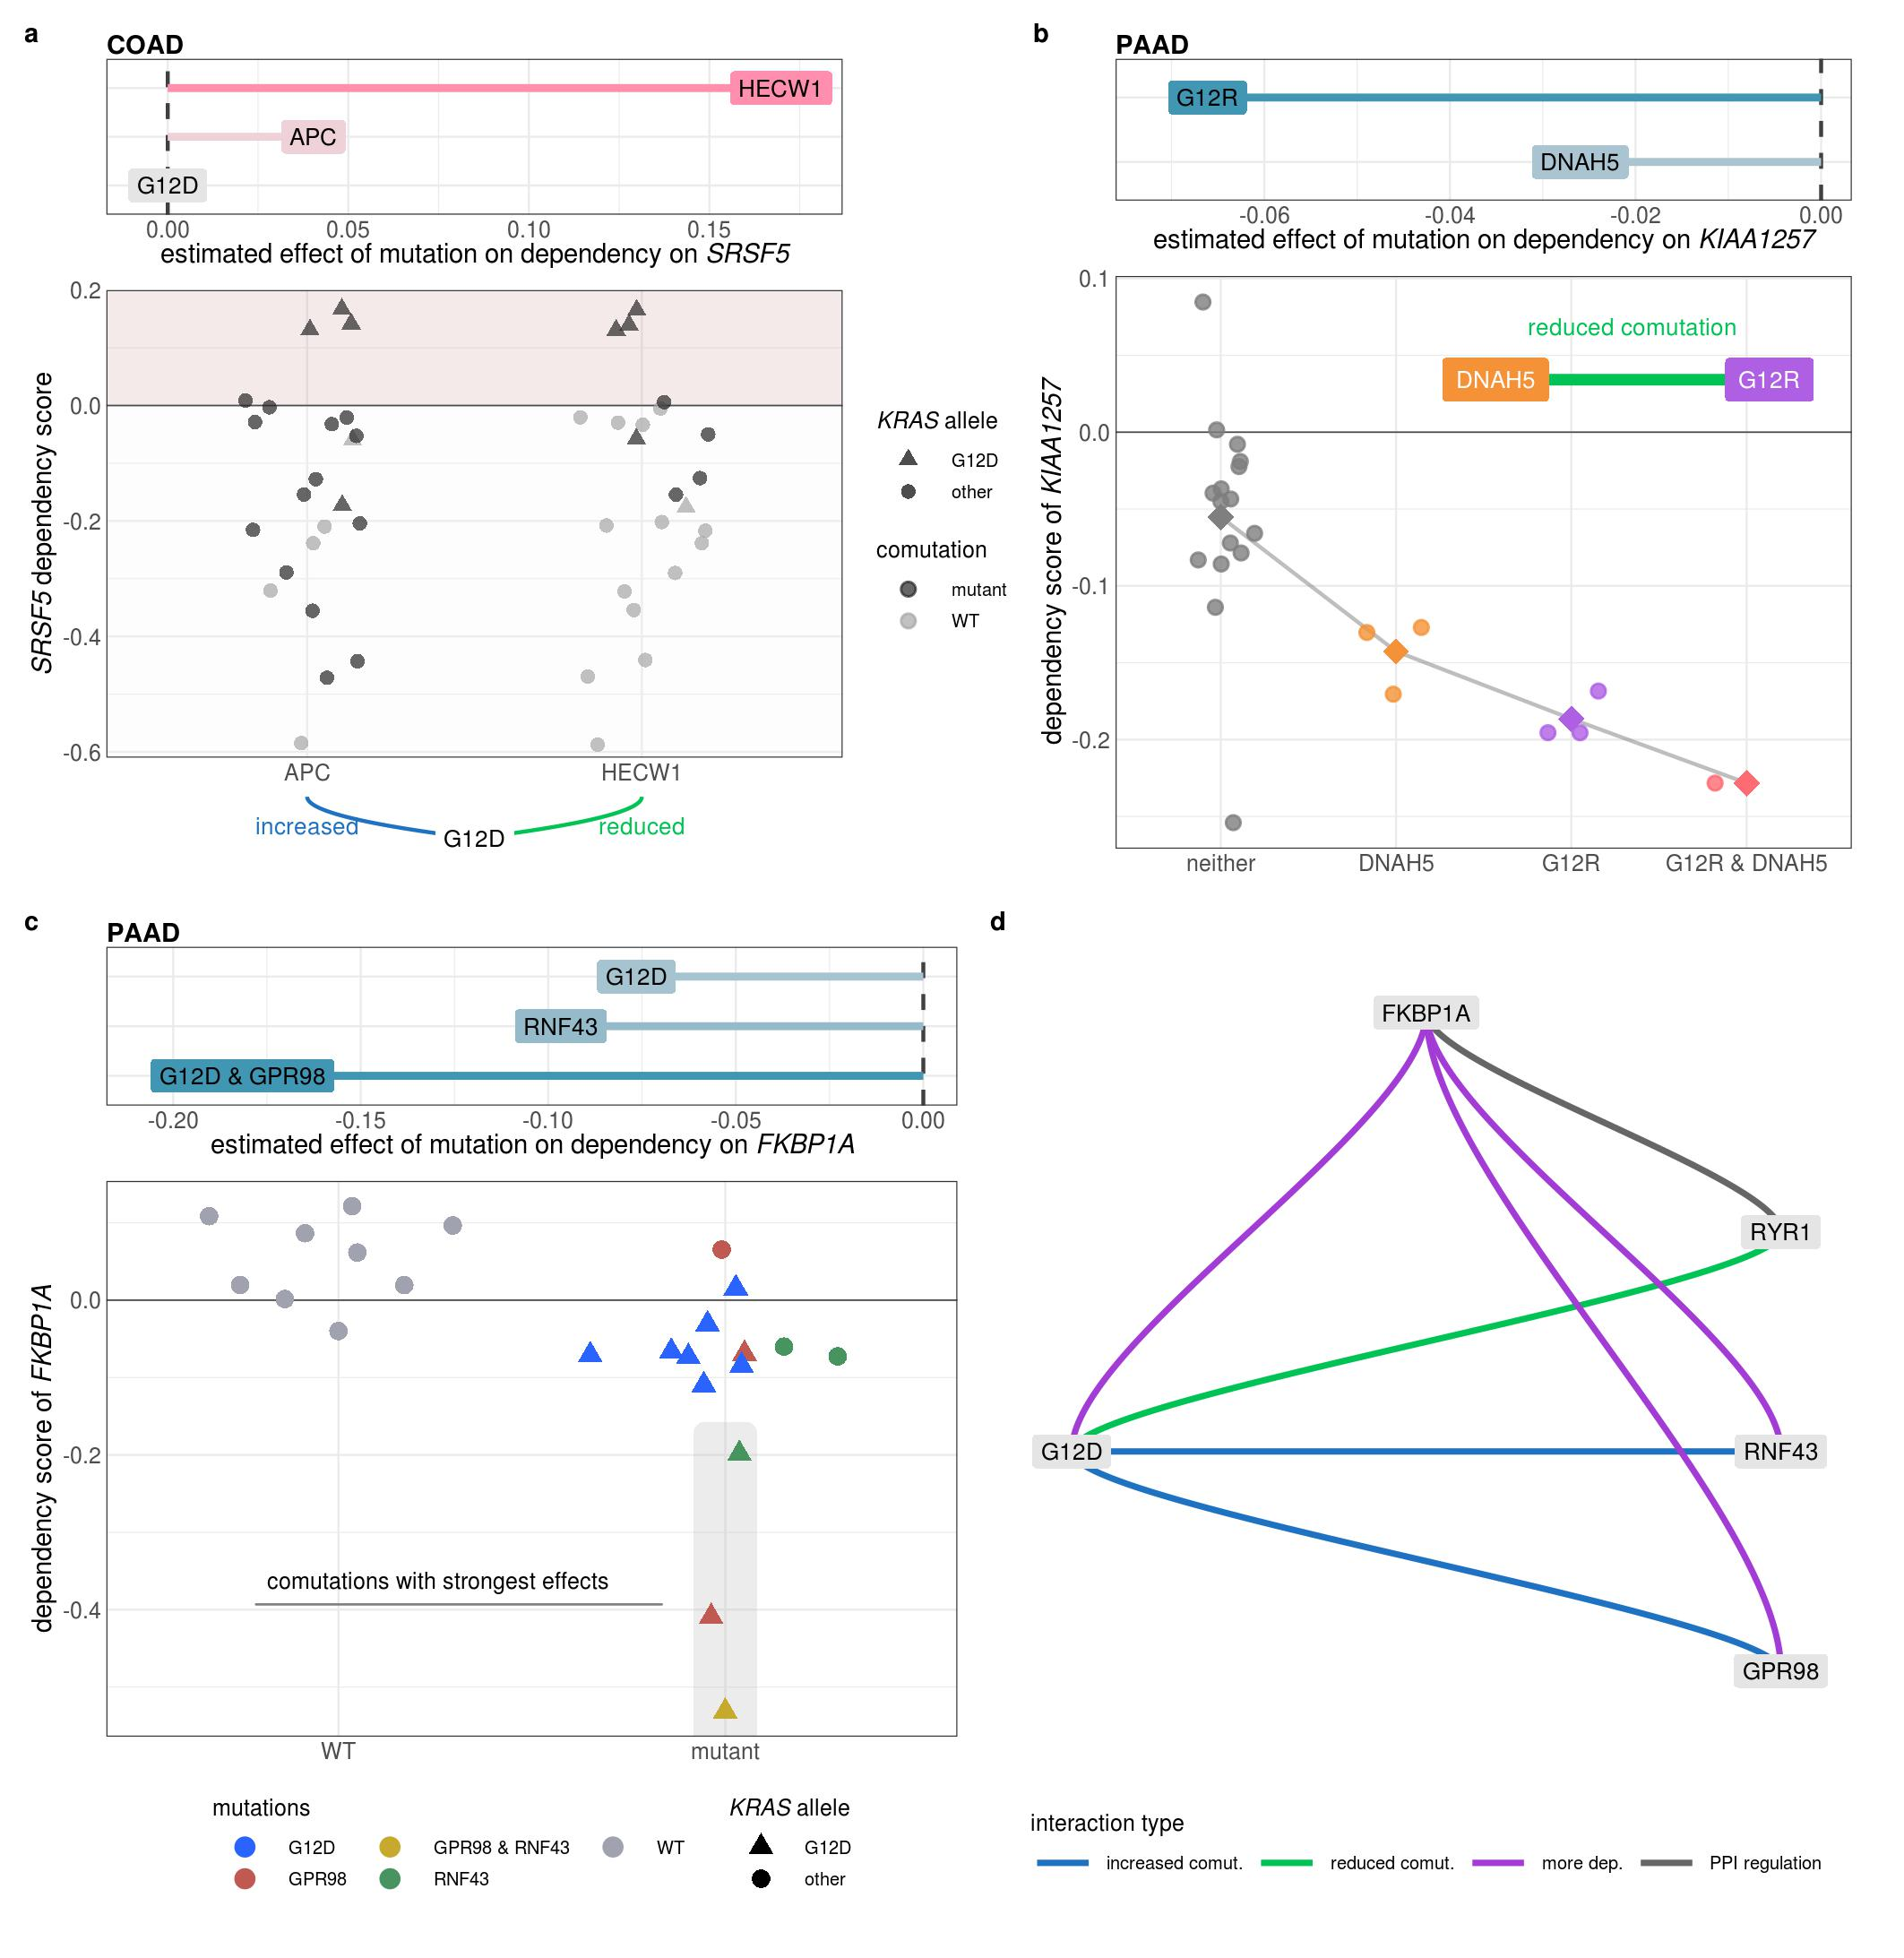 a
COAD
HECW1
APC
G12D
0.00 0.05 0.10 0.15
estimated effect of mutation on dependency on SRSF5
0.2
0.0
-0.2
-0.4
-0.6
SRSF5 dependency score
APC HECW1
increased G12D reduced
KRAS allele
G12D
other
comutation
mutant
WT
b
PAAD
G12R
DNAH5
-0.06 -0.04 -0.02 0.00
estimated effect of mutation on dependency on KIAA1257
0.1
0.0
-0.1
-0.2
dependency score of KIAA1257
reduced comutation
DNAH5 G12R
neither DNAH5 G12R G12R & DNAH5
c
PAAD
G12D
RNF43
G12D & GPR98
-0.20 -0.15 -0.10 -0.05 0.00
estimated effect of mutation on dependency on FKBP1A
0.0
-0.2
-0.4
dependency score of FKBP1A
comutations with strongest effects
WT mutant
mutations
G12D GPR98 & RNF43 WT
GPR98 RNF43
KRAS allele
G12D
other
d
FKBP1A
RYR1
G12D RNF43
GPR98
interaction type
increased comut. reduced comut. more dep. PPI regulation